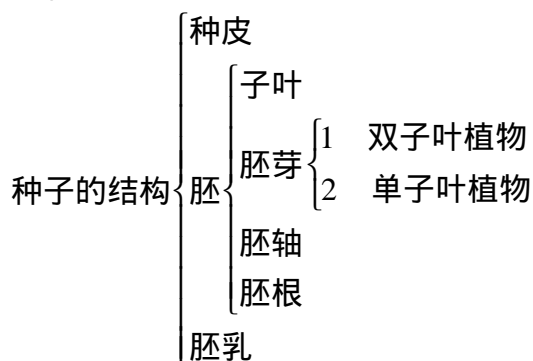 种皮
子叶
胚芽 1 双子叶植物
2 单子叶植物
种子的结构 胚
胚轴
胚根
胚乳